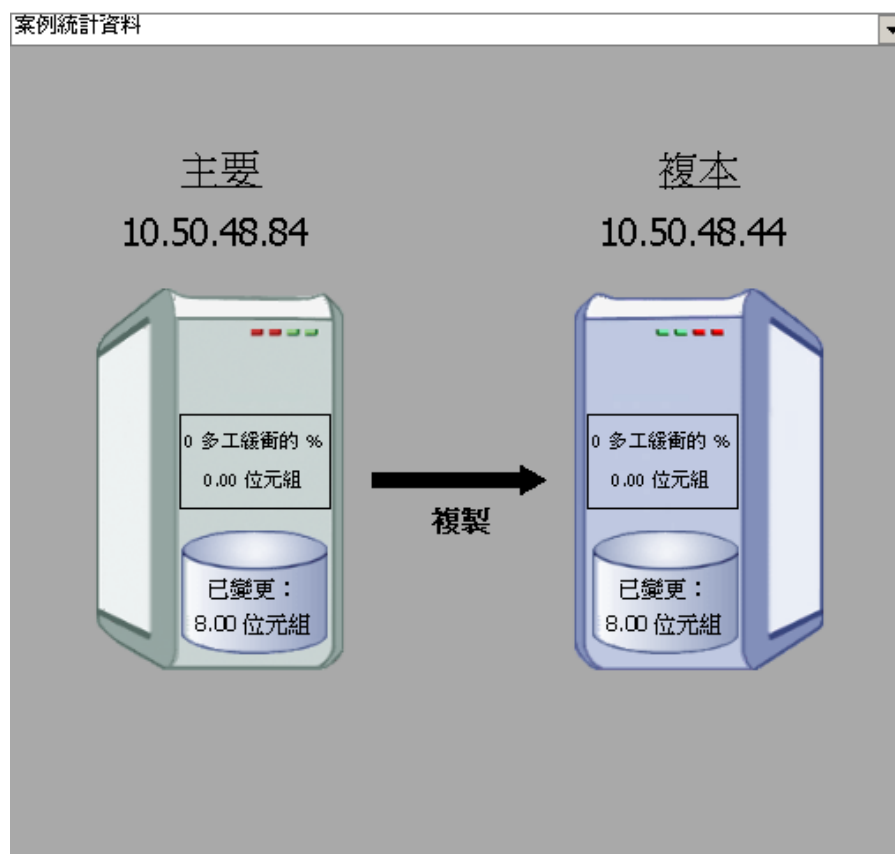 案例統計資料
主要
10.50.48.84
複本
10.50.48.44
0 多工緩衝的 %
0.00 位元組
0 多工緩衝的 %
0.00 位元組
複製
已變更：
8.00 位元組
已變更：
8.00 位元組